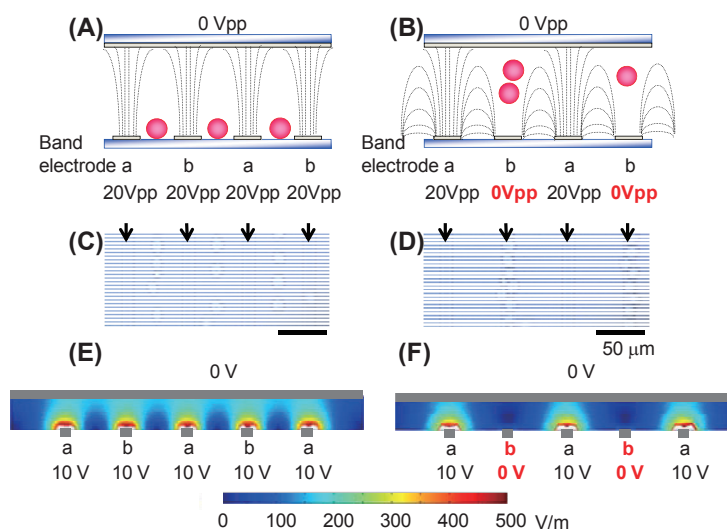 (A)
0 Vpp
Band
electrode a b a b
20Vpp 20Vpp 20Vpp 20Vpp
(B)
0 Vpp
Band
electrode a b a b
20Vpp 0Vpp 20Vpp 0Vpp
(C)
(D)
50 μm
(E)
0 V
a b a b a
10 V 10 V 10 V 10 V 10 V
(F)
0 V
a b a b a
10 V 0 V 10 V 0 V 10 V
0 100 200 300 400 500 V/m